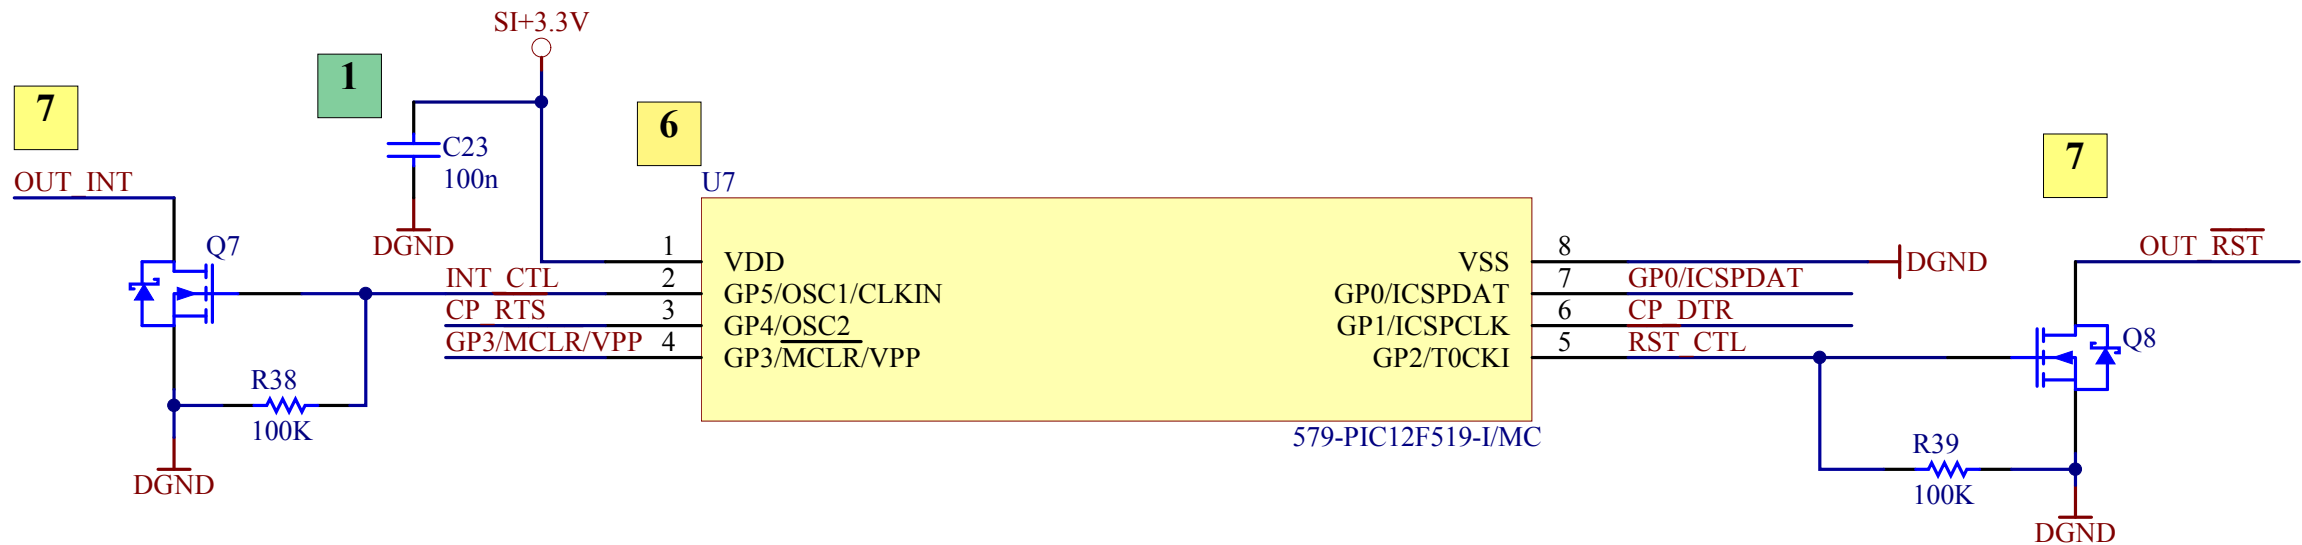 SI+3.3V
1
7
6
7
C23
100n
OUT_INT
U7
DGND
Q7
1
VDD
VSS
8
DGND
OUT_RST
INT_CTL
2
GP5/OSC1/CLKIN
GP0/ICSPDAT
7
GP0/ICSPDAT
CP_RTS
3
GP4/OSC2
GP1/ICSPCLK
6
CP_DTR
GP3/MCLR/VPP
4
GP3/MCLR/VPP
GP2/T0CKI
5
RST_CTL
Q8
R38
100K
579-PIC12F519-I/MC
R39
100K
DGND
DGND